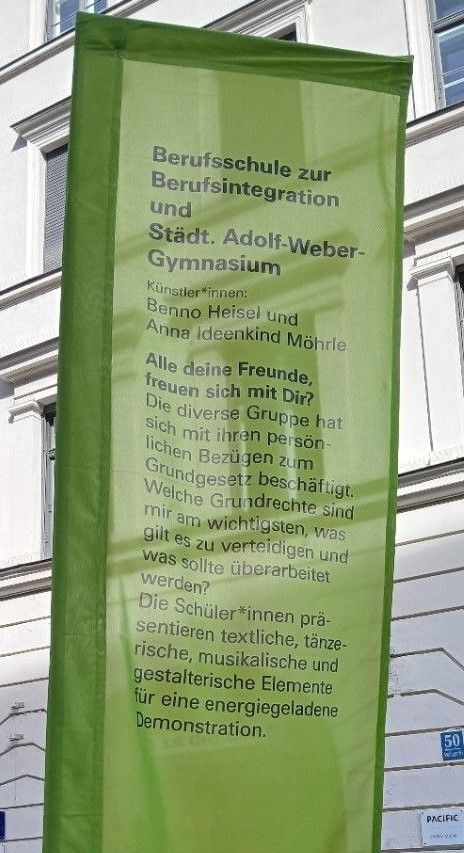 Berufsschule zur
Berufsintegration
und
Städt. Adolf-Weber-
Gymnasium
Künstler*innen:
Benno Heisel und
Anna Ideenkind Möhrle
Alle deine Freunde,
freuen sich mit Dir?
Die diverse Gruppe hat
sich mit ihren persön-
lichen Bezügen zum
Grundgesetz beschäftigt.
Welche Grundrechte sind
mir am wichtigsten, was
gilt es zu verteidigen und
was sollte überarbeitet
werden?
Die Schüler*innen prä-
sentieren textliche, tänze-
rische, musikalische und
gestalterische Elemente
für eine energiegeladene
Demonstration.
50
PACIFIC